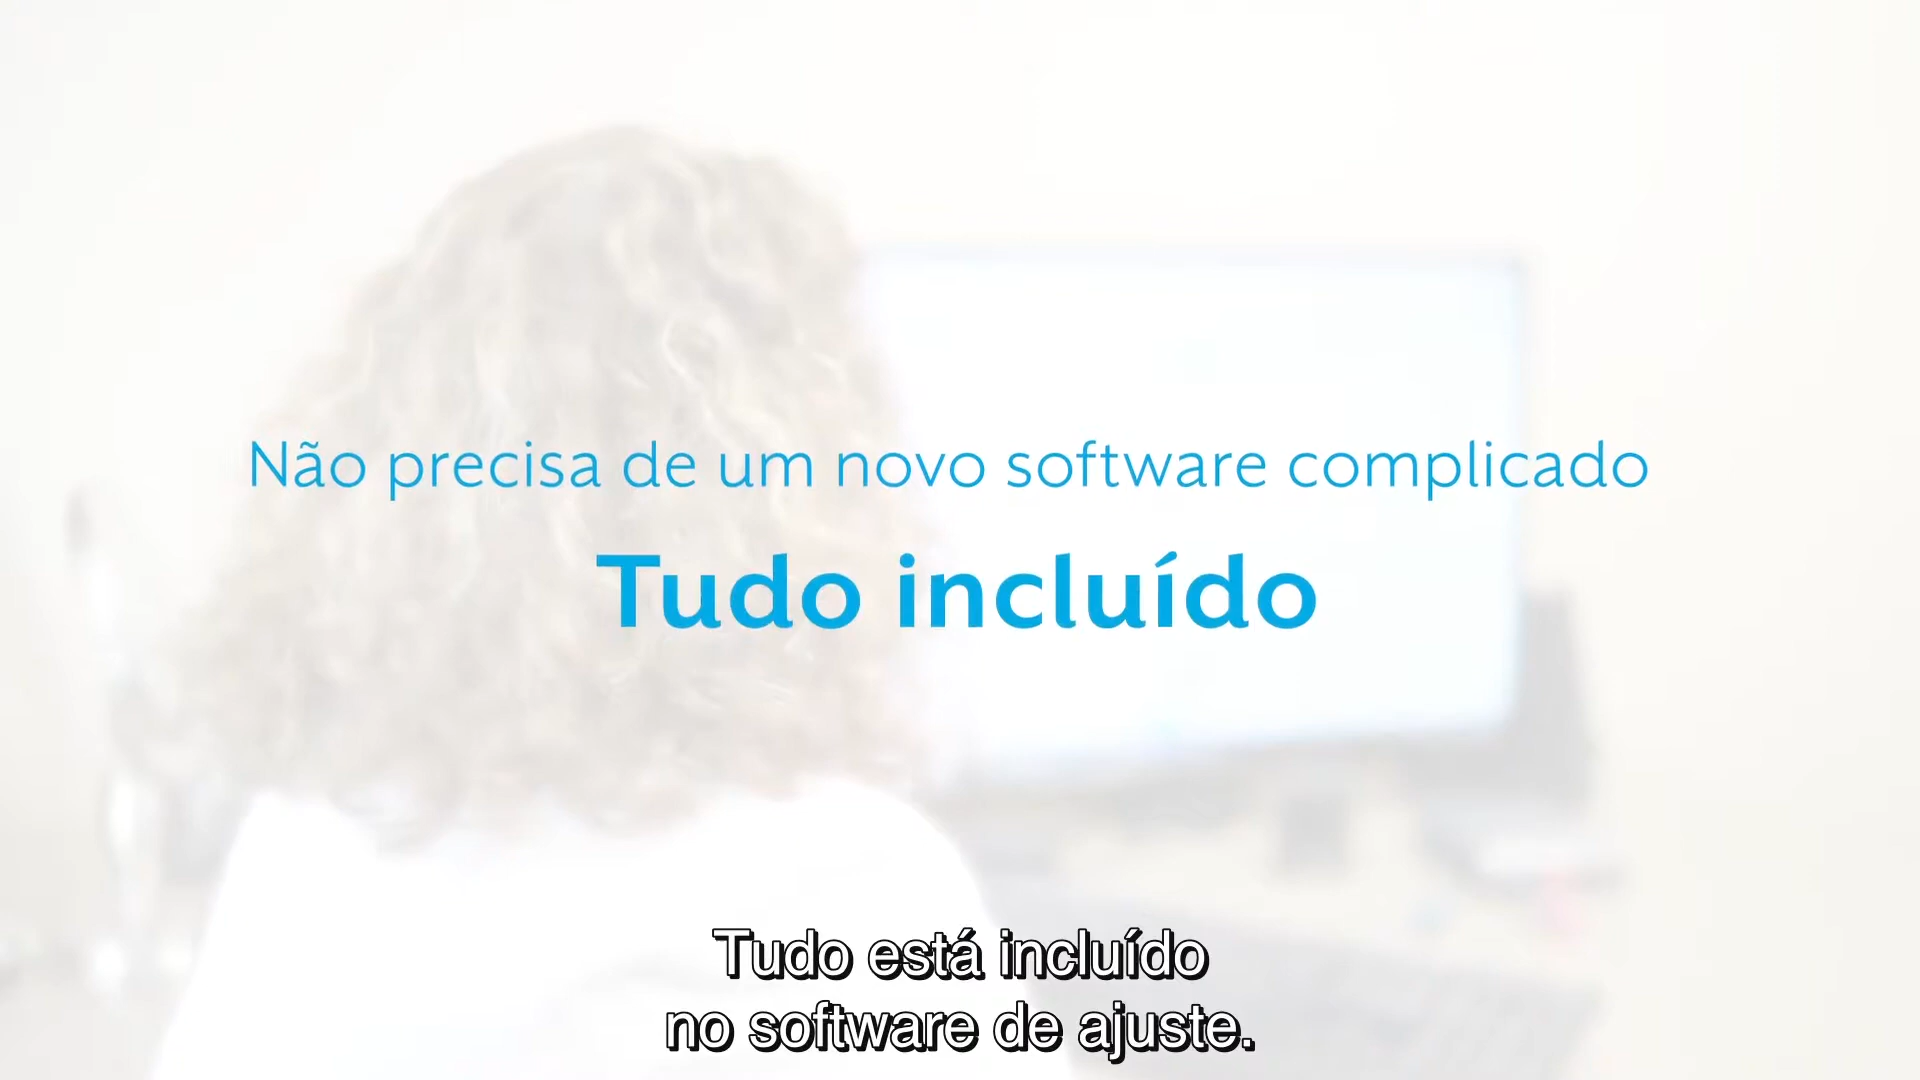 Não precisa de um novo software complicado
Tudo incluído
Tudo está incluído
no software de ajuste.